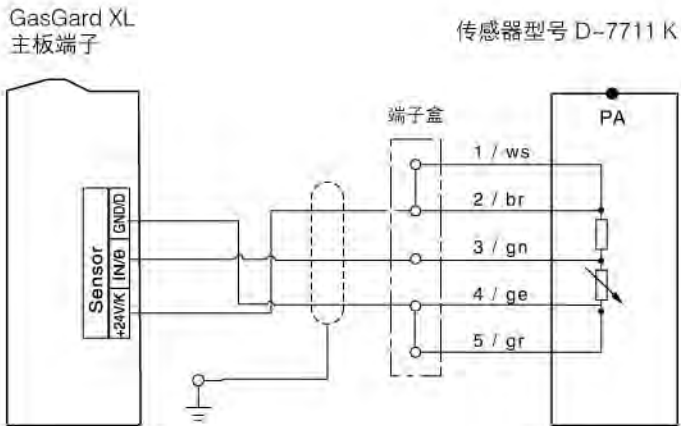 GasGard XL
主板端子
传感器型号 D-7711 K
端子盒
PA
1 / ws
2 / br
3 / gn
4 / ge
5 / gr
Sensor
GND/D
IN/θ
+24V/K